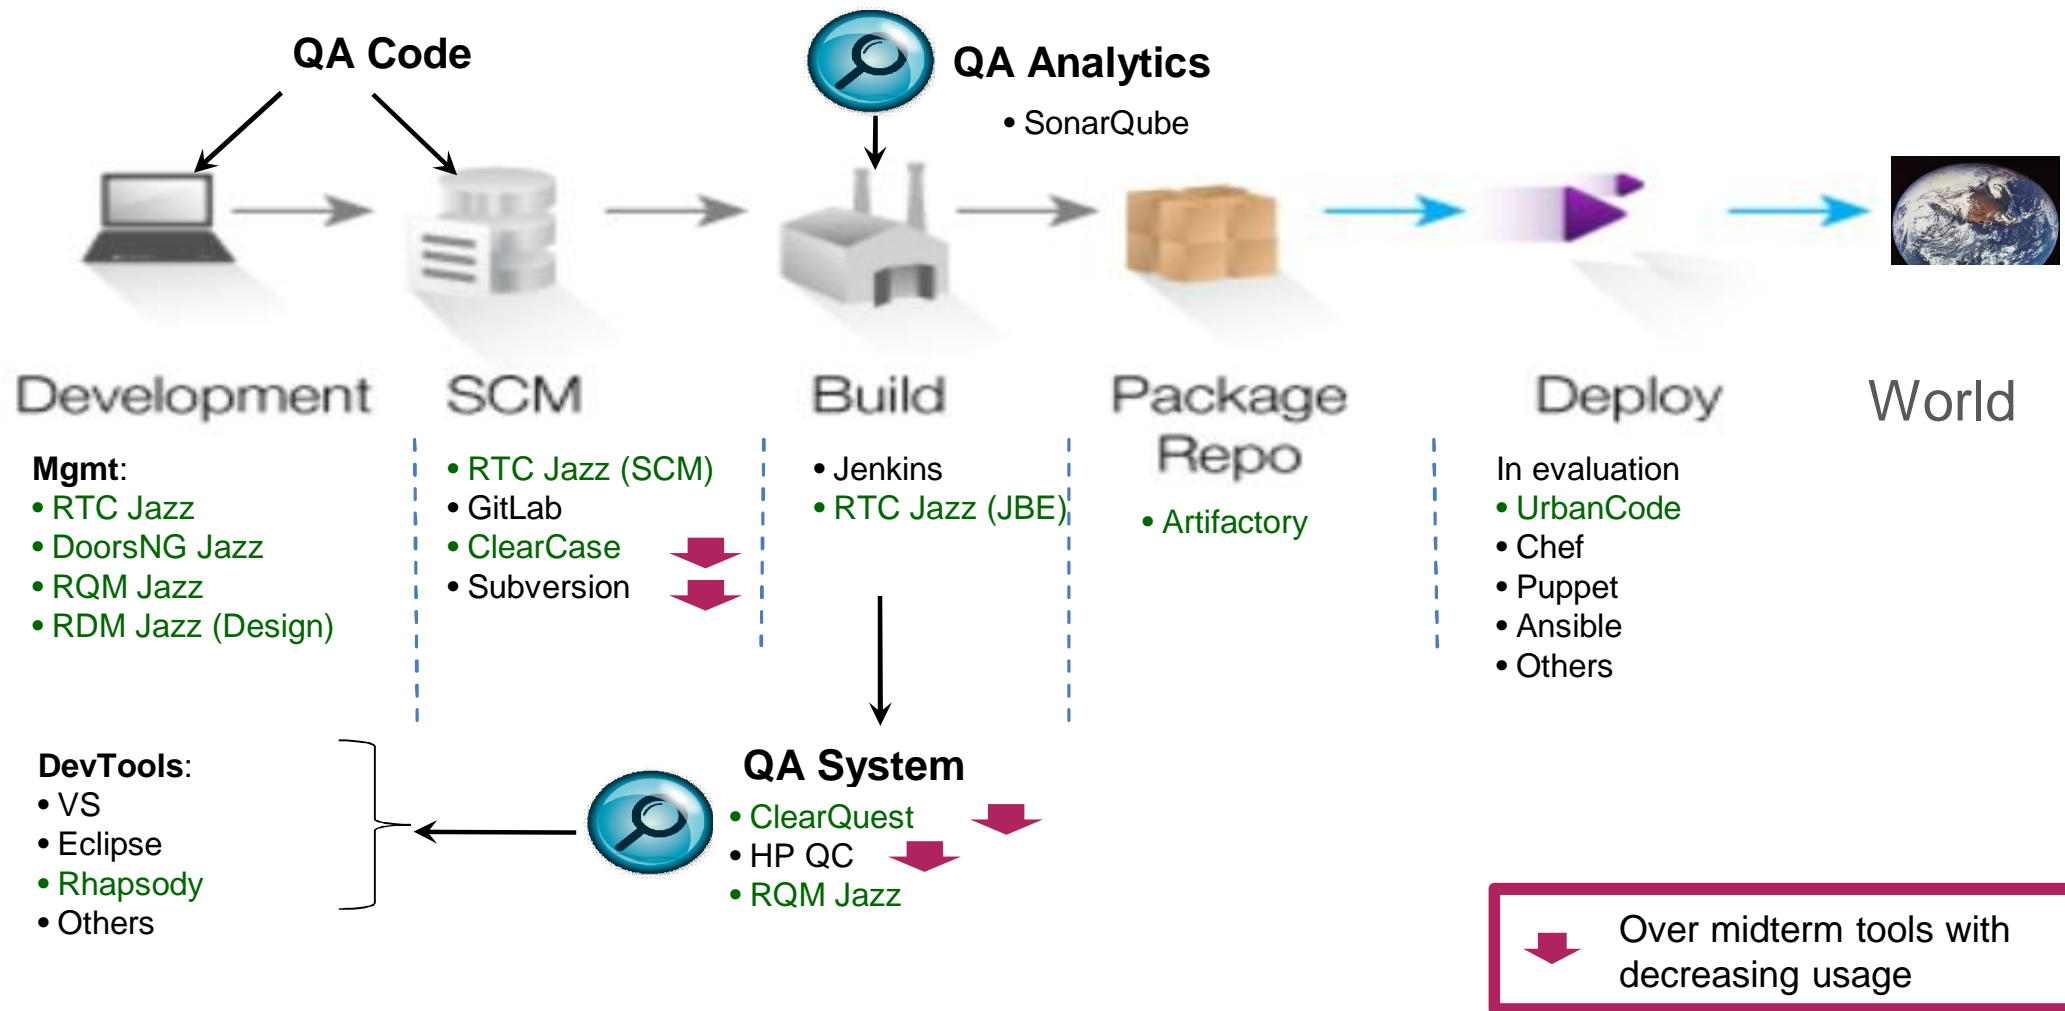 QA Code
QA Analytics
• SonarQube
Development
SCM
Build
Package
Repo
Deploy
World
Mgmt:
• RTC Jazz
• DoorsNG Jazz
• RQM Jazz
• RDM Jazz (Design)
• RTC Jazz (SCM)
• GitLab
• ClearCase
• Subversion
• Jenkins
• RTC Jazz (JBE)
• Artifactory
In evaluation
• UrbanCode
• Chef
• Puppet
• Ansible
• Others
DevTools:
• VS
• Eclipse
• Rhapsody
• Others
QA System
• ClearQuest
• HP QC
• RQM Jazz
Over midterm tools with
decreasing usage